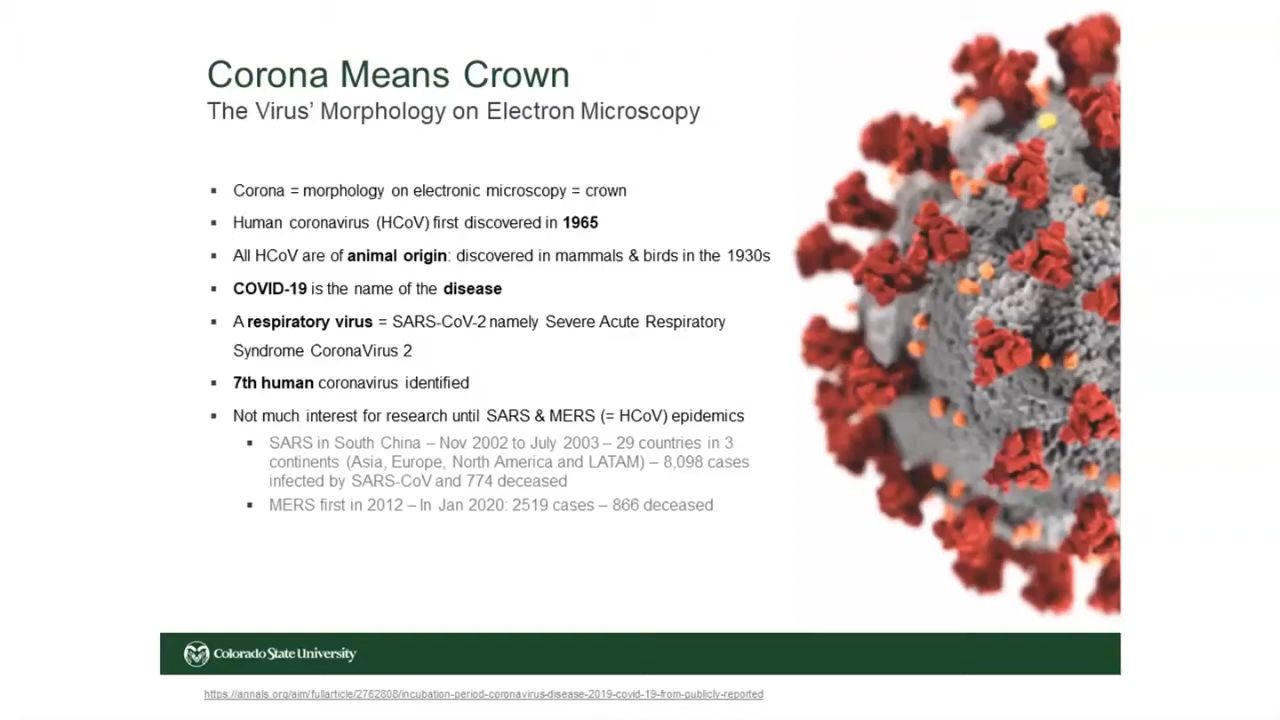 Corona Means Crown
The Virus’ Morphology on Electron Microscopy
▪ Corona = morphology on electronic microscopy = crown
▪ Human coronavirus (HCoV) first discovered in 1965
▪ All HCoV are of animal origin: discovered in mammals & birds in the 1930s
▪ COVID-19 is the name of the disease
▪ A respiratory virus = SARS-CoV-2 namely Severe Acute Respiratory
Syndrome CoronaVirus 2
▪ 7th human coronavirus identified
▪ Not much interest for research until SARS & MERS (= HCoV) epidemics
▪ SARS in South China – Nov 2002 to July 2003 – 29 countries in 3
continents (Asia, Europe, North America and LATAM) – 8,098 cases
infected by SARS-CoV and 774 deceased
▪ MERS first in 2012 – In Jan 2020: 2519 cases – 866 deceased
Colorado State University
https://annals.org/aim/fullarticle/2762808/incubation-period-coronavirus-disease-2019-covid-19-from-publicly-reported